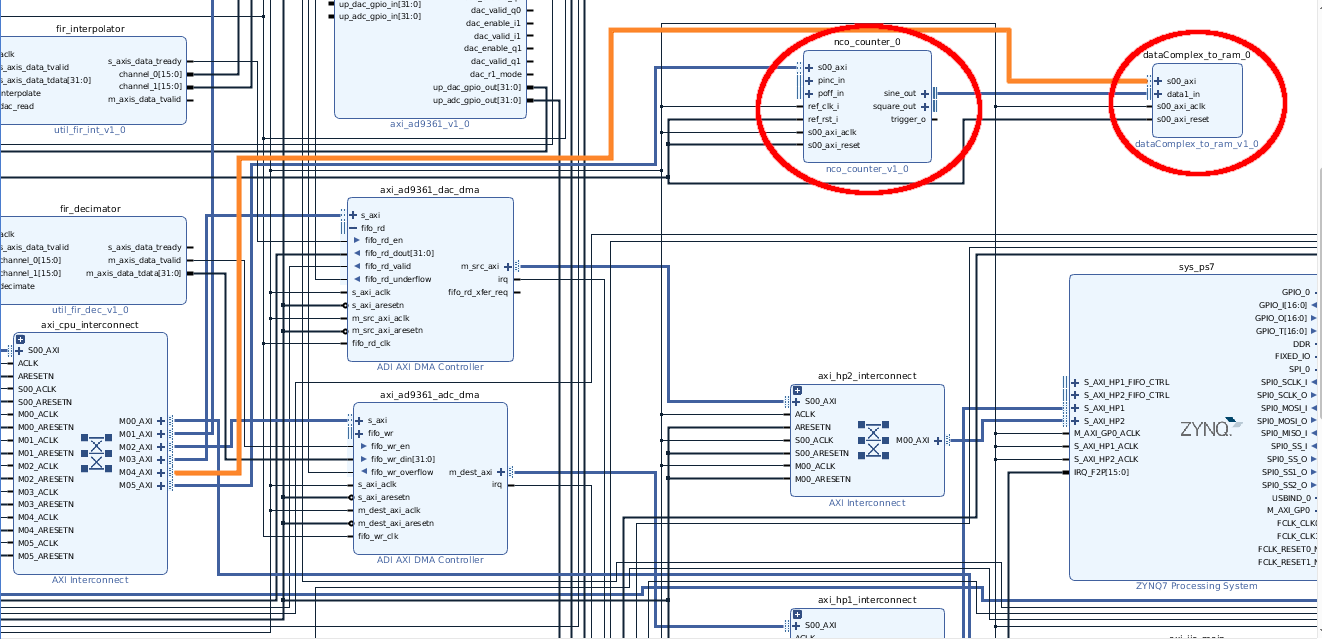 fir_interpolator
aclk
s_axis_data_tvalid
s_axis_data_tdata[31:0]
interpolate
dac_read
s_axis_data_tready
channel_0[15:0]
channel_1[15:0]
m_axis_data_tvalid
util_fir_int_v1_0
up_dac_gpio_in[31:0]
up_adc_gpio_in[31:0]
dac_valid_q0
dac_enable_i1
dac_valid_i1
dac_enable_q1
dac_valid_q1
dac_r1_mode
up_dac_gpio_out[31:0]
up_adc_gpio_out[31:0]
axi_ad9361_v1_0
nco_counter_0
s00_axi
pinc_in
poff_in
ref_clk_i
ref_rst_i
s00_axi_aclk
s00_axi_reset
sine_out
square_out
trigger_o
nco_counter_v1_0
dataComplex_to_ram_0
s00_axi
data1_in
s00_axi_aclk
s00_axi_reset
dataComplex_to_ram_v1_0
fir_decimator
aclk
s_axis_data_tvalid
channel_0[15:0]
channel_1[15:0]
decimate
s_axis_data_tready
m_axis_data_tvalid
m_axis_data_tdata[31:0]
util_fir_dec_v1_0
axi_ad9361_dac_dma
s_axi
fifo_rd
fifo_rd_en
fifo_rd_dout[31:0]
fifo_rd_valid
fifo_rd_underflow
s_axi_aclk
s_axi_aresetn
m_src_axi_aclk
m_src_axi_aresetn
fifo_rd_clk
m_src_axi
irq
fifo_rd_xfer_req
ADI AXI DMA Controller
axi_cpu_interconnect
S00_AXI
ACLK
ARESETN
S00_ACLK
S00_ARESETN
M00_ACLK
M00_ARESETN
M01_ACLK
M01_ARESETN
M02_ACLK
M02_ARESETN
M03_ACLK
M03_ARESETN
M04_ACLK
M04_ARESETN
M05_ACLK
M05_ARESETN
M00_AXI
M01_AXI
M02_AXI
M03_AXI
M04_AXI
M05_AXI
AXI Interconnect
axi_ad9361_adc_dma
s_axi
fifo_wr
fifo_wr_en
fifo_wr_din[31:0]
fifo_wr_overflow
s_axi_aclk
s_axi_aresetn
m_dest_axi_aclk
m_dest_axi_aresetn
fifo_wr_clk
m_dest_axi
irq
ADI AXI DMA Controller
axi_hp2_interconnect
S00_AXI
ACLK
ARESETN
S00_ACLK
S00_ARESETN
M00_ACLK
M00_ARESETN
M00_AXI
AXI Interconnect
sys_ps7
S_AXI_HP1_FIFO_CTRL
S_AXI_HP2_FIFO_CTRL
S_AXI_HP1
S_AXI_HP2
M_AXI_GP0_ACLK
S_AXI_HP1_ACLK
S_AXI_HP2_ACLK
IRQ_F2P[15:0]
ZYNQ
GPIO_0
GPIO_I[16:0]
GPIO_O[16:0]
GPIO_T[16:0]
DDR
FIXED_IO
SPI_0
SPI0_SCLK_I
SPI0_SCLK_O
SPI0_MOSI_I
SPI0_MOSI_O
SPI0_MISO_I
SPI0_SS_I
SPI0_SS_O
SPI0_SS1_O
SPI0_SS2_O
USBIND_0
M_AXI_GP0
FCLK_CLK
FCLK_CLK
FCLK_RESET0_N
FCLK_RESET1_N
ZYNQ7 Processing System
axi_hp1_interconnect
S00_AXI